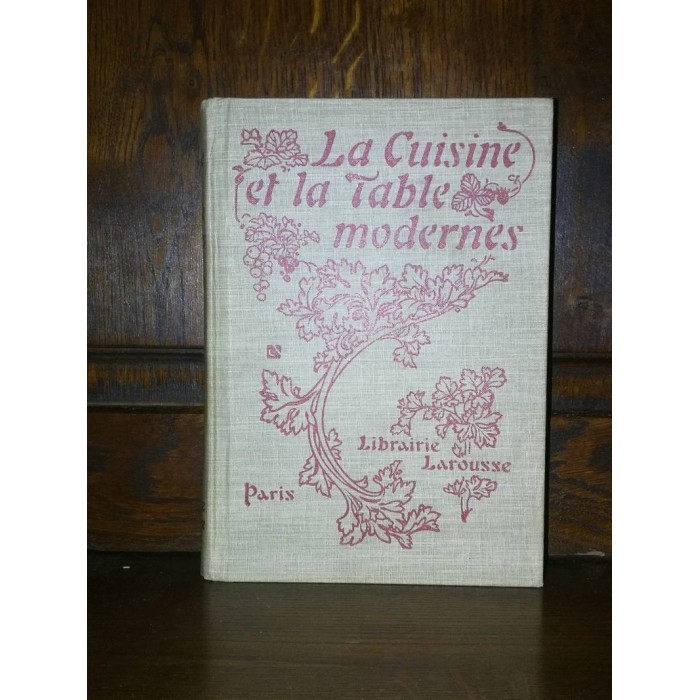 La Cuisine
et la Table
modernes
Librairie
Larousse
Paris